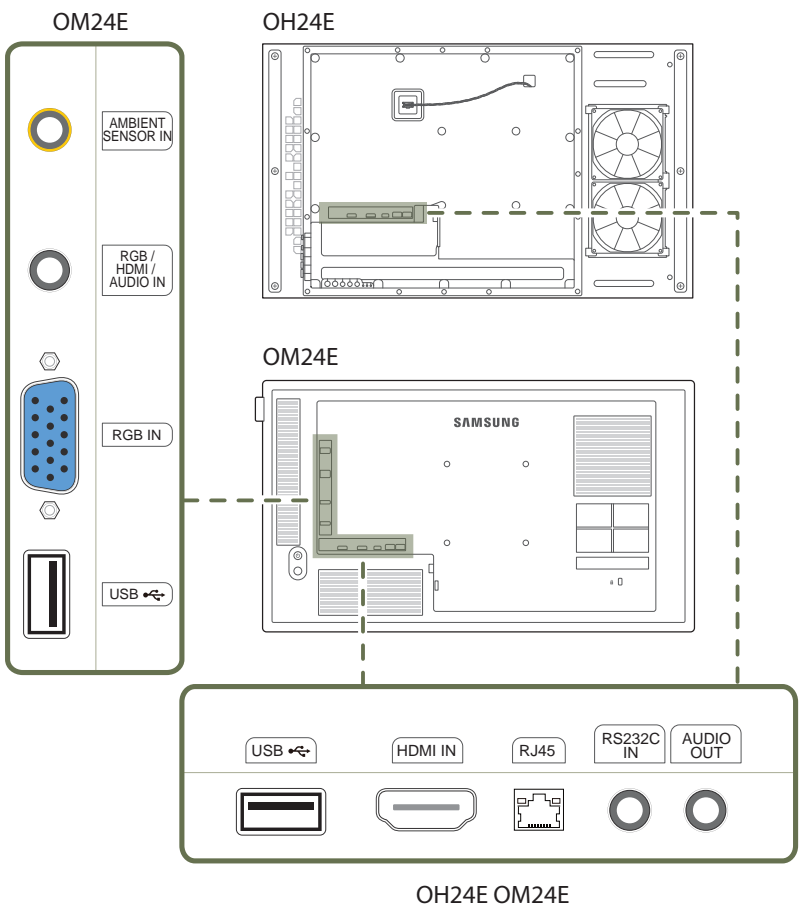 OM24E
OH24E
AMBIENT
SENSOR IN
RGB /
HDMI /
AUDIO IN
RGB IN
USB
OM24E
SAMSUNG
USB
HDMI IN
RJ45
RS232C
IN
AUDIO
OUT
OH24E OM24E